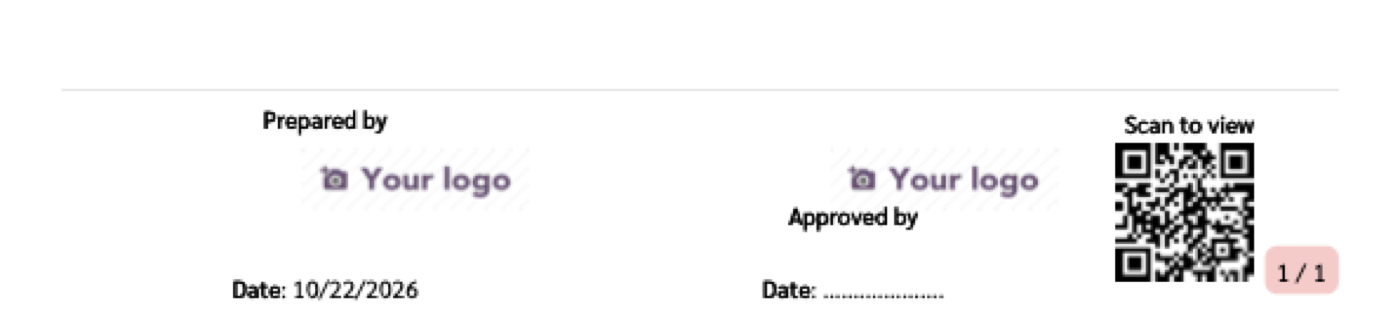 Prepared by
Your logo
Date: 10/22/2026
Your logo
Approved by
Date: .....................
Scan to view
1 / 1